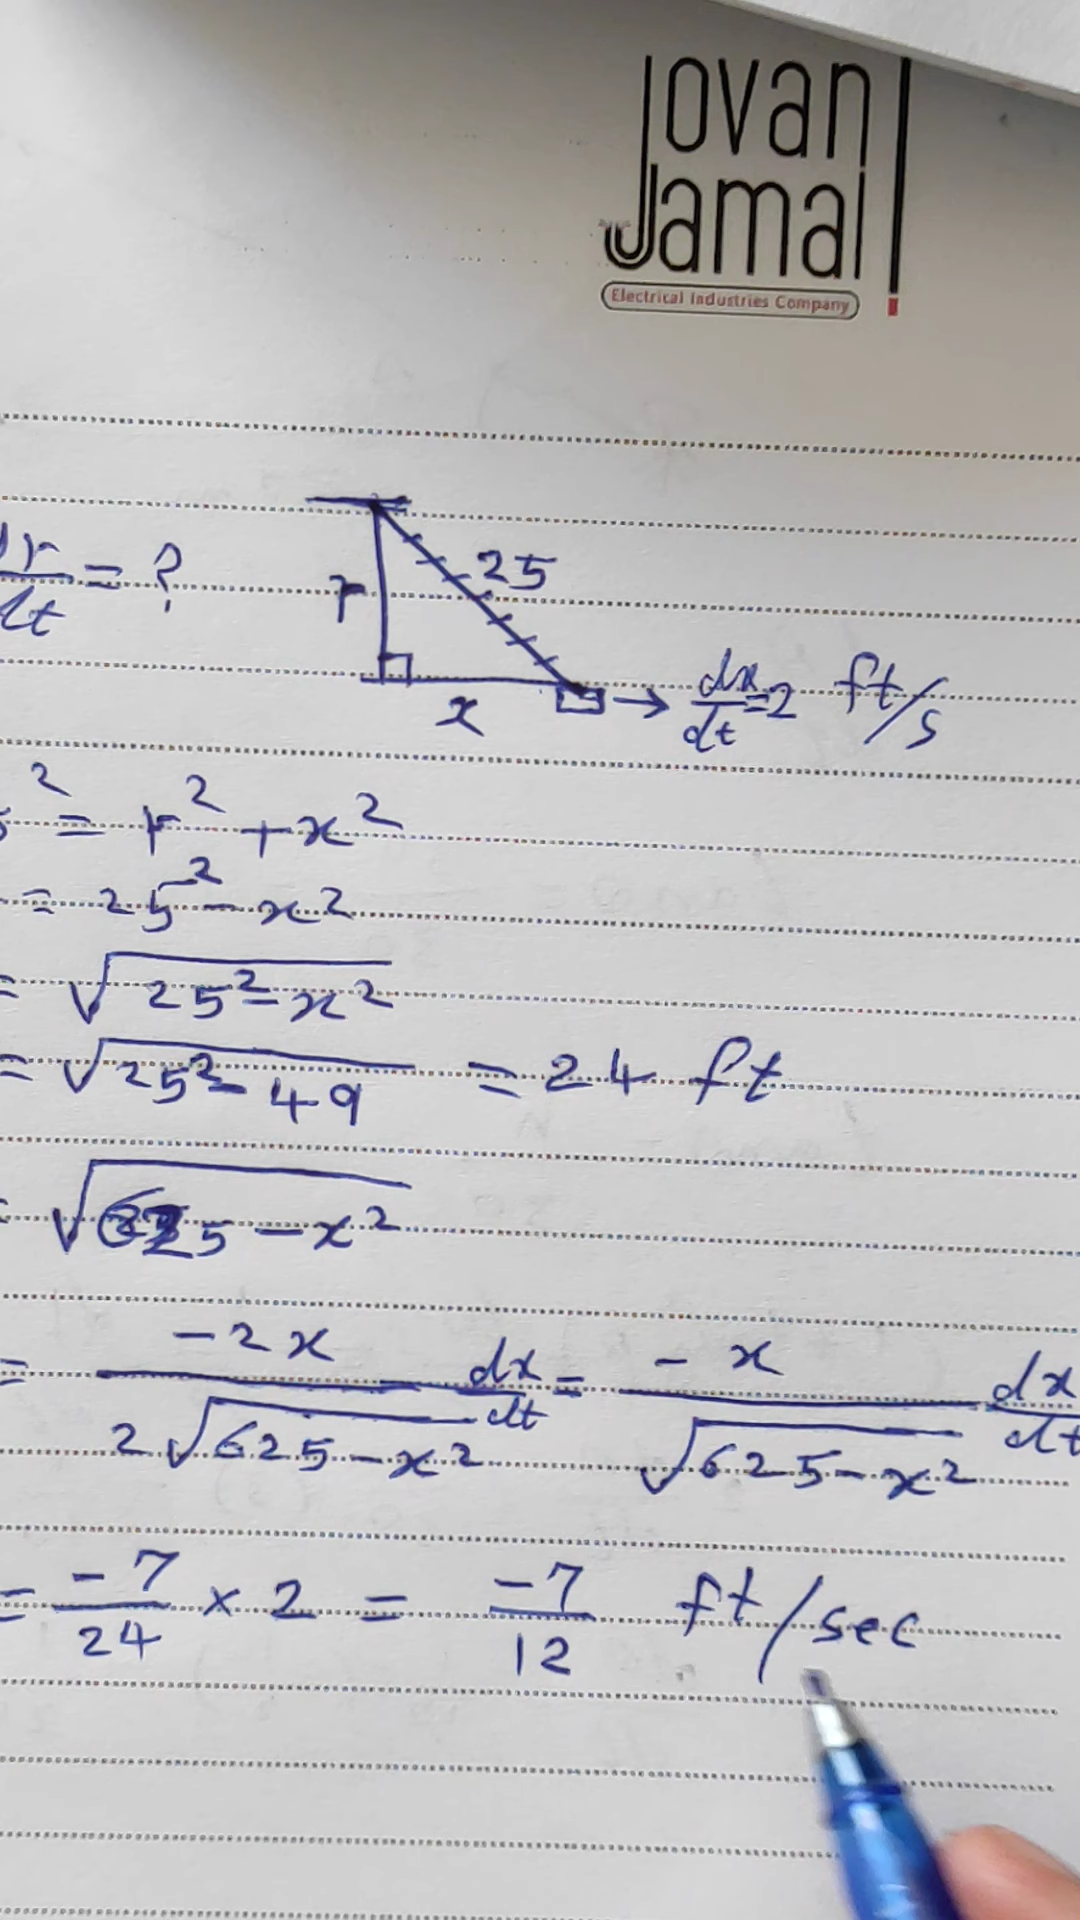 Jovan
Jamal
Electrical Industries Company
dr/dt = ?
r
25
x
dx/dt = 2 ft/s
² = r² + x²
= 25² - x²
= √(25² - x²)
= √(25² - 49) = 24 ft
= √(625 - x²)
= -2x / 2√(625 - x²) dx/dt = -x / √(625 - x²) dx/dt
= -7/24 × 2 = -7/12 ft/sec